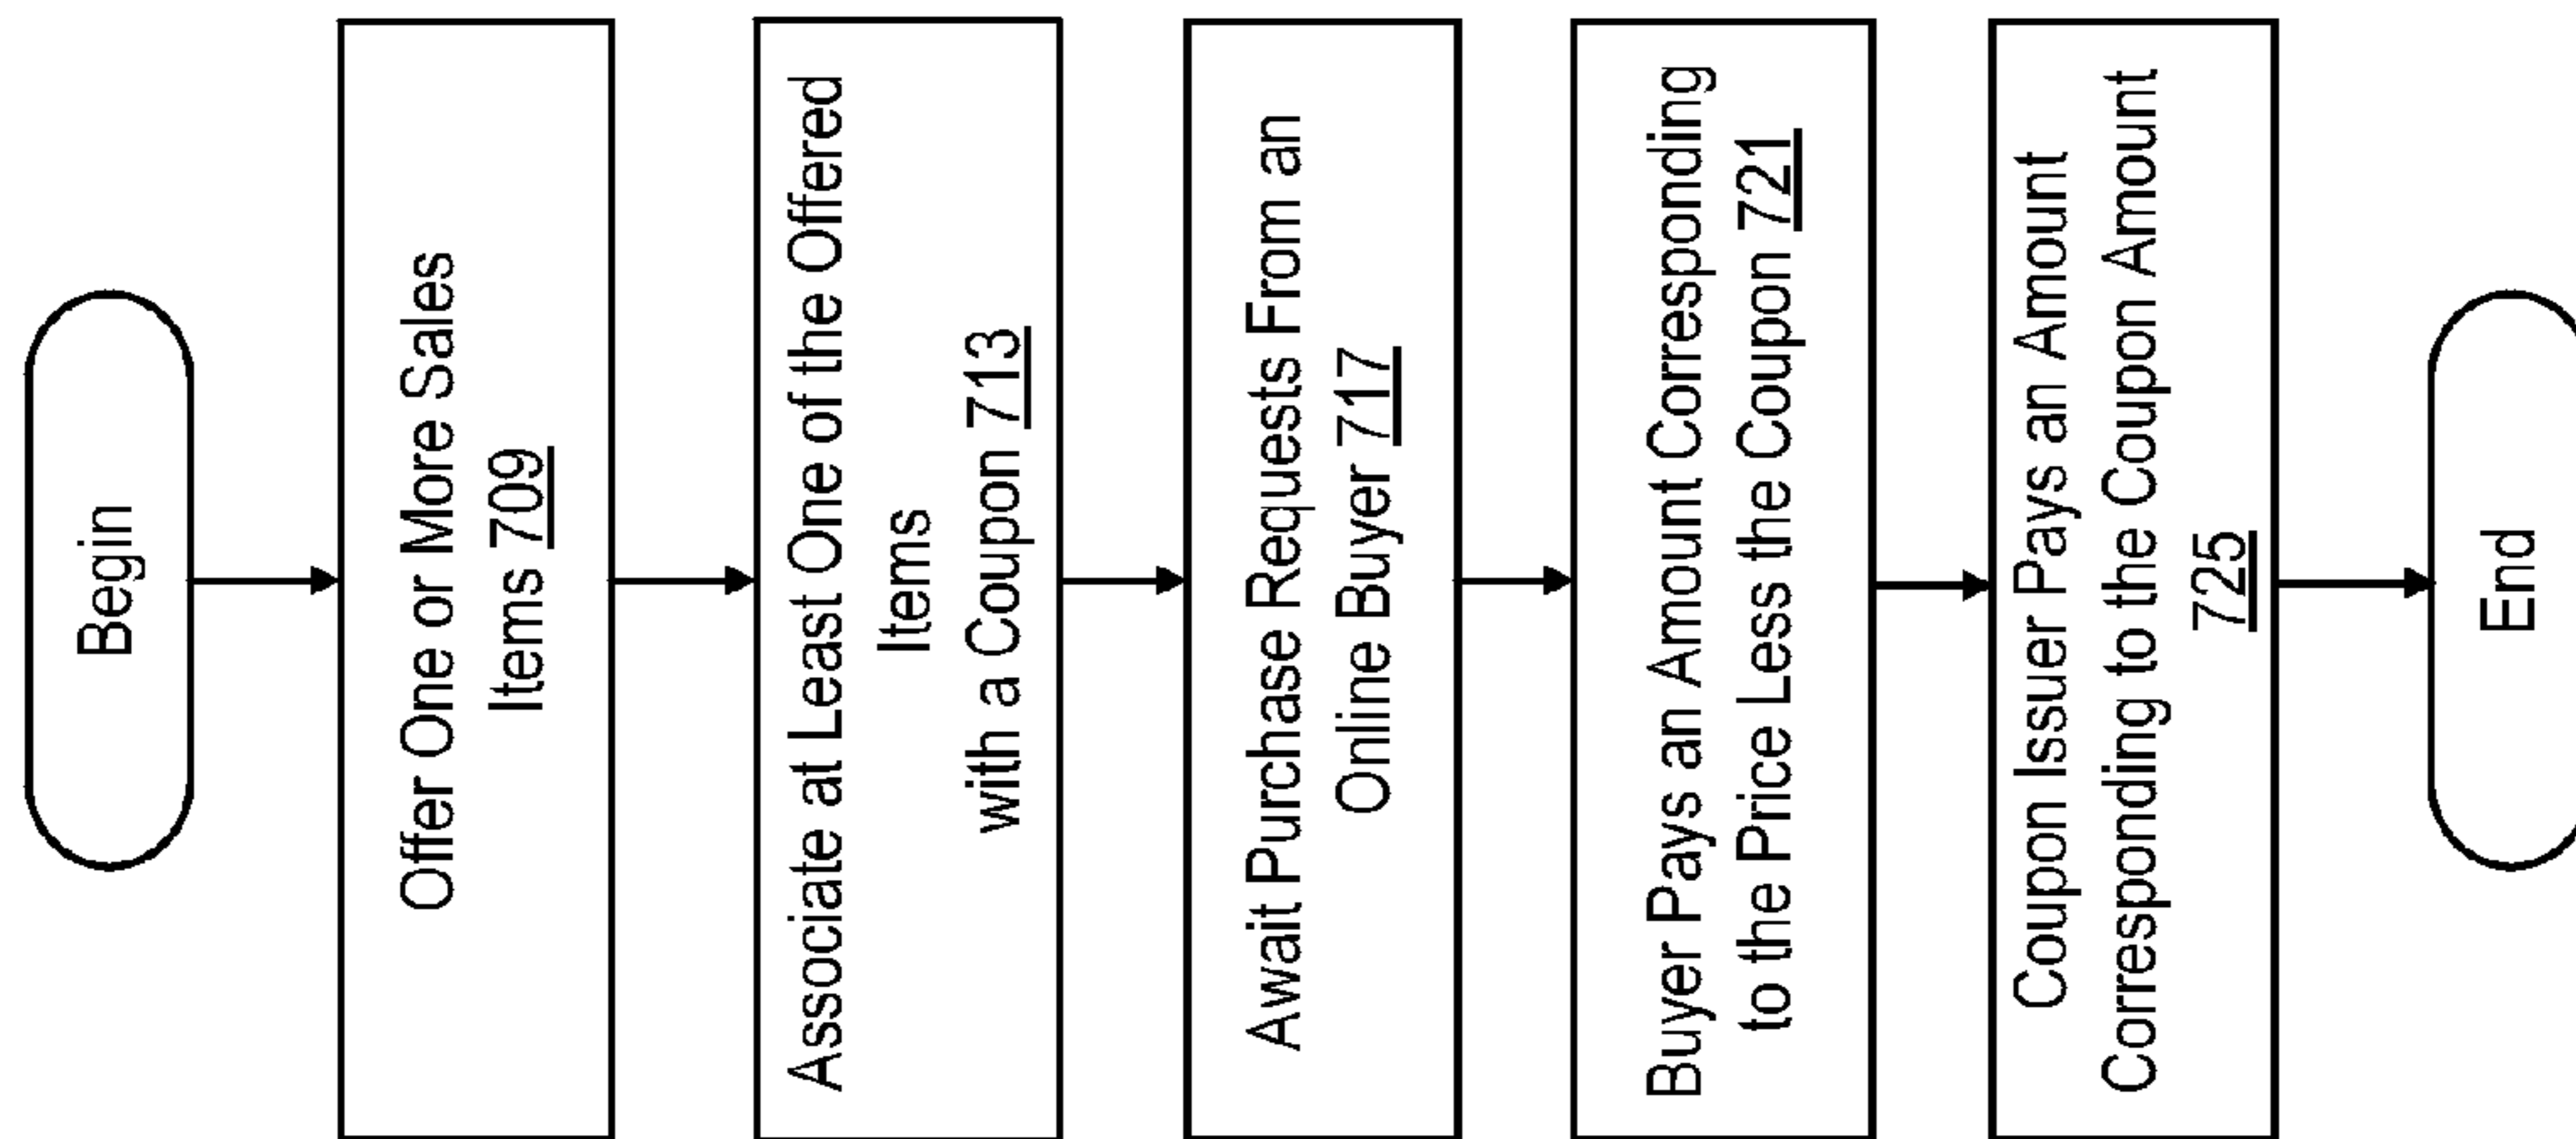 Begin
Offer One or More Sales
Items 709
Associate at Least One of the Offered
Items
with a Coupon 713
Await Purchase Requests From an
Online Buyer 717
Buyer Pays an Amount Corresponding
to the Price Less the Coupon 721
Coupon Issuer Pays an Amount
Corresponding to the Coupon Amount
725
End